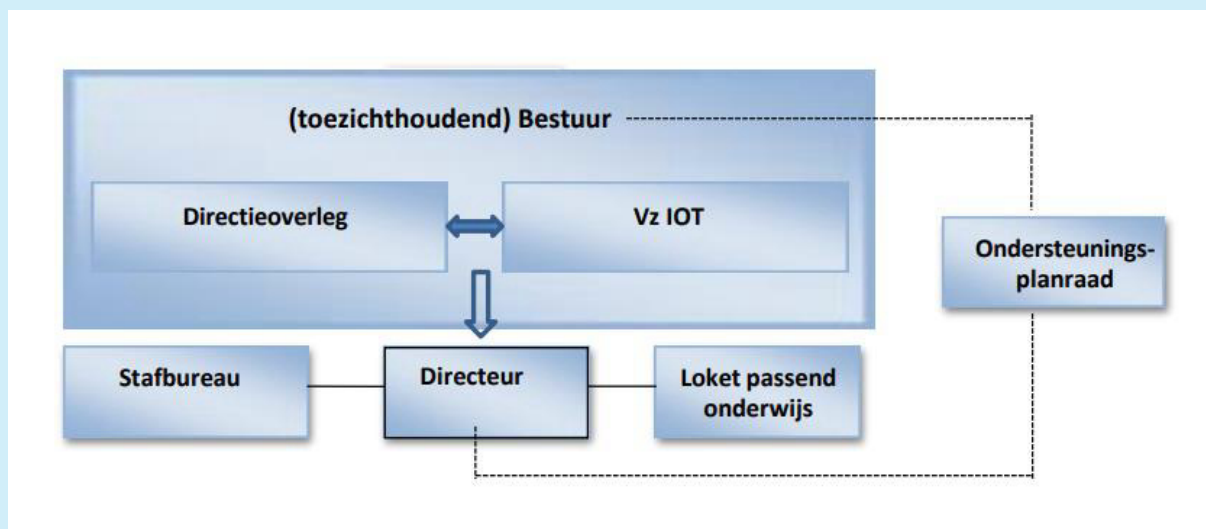 (toezichthoudend) Bestuur
Directieoverleg
Vz IOT
Ondersteunings-
planraad
Stafbureau
Directeur
Loket passend
onderwijs